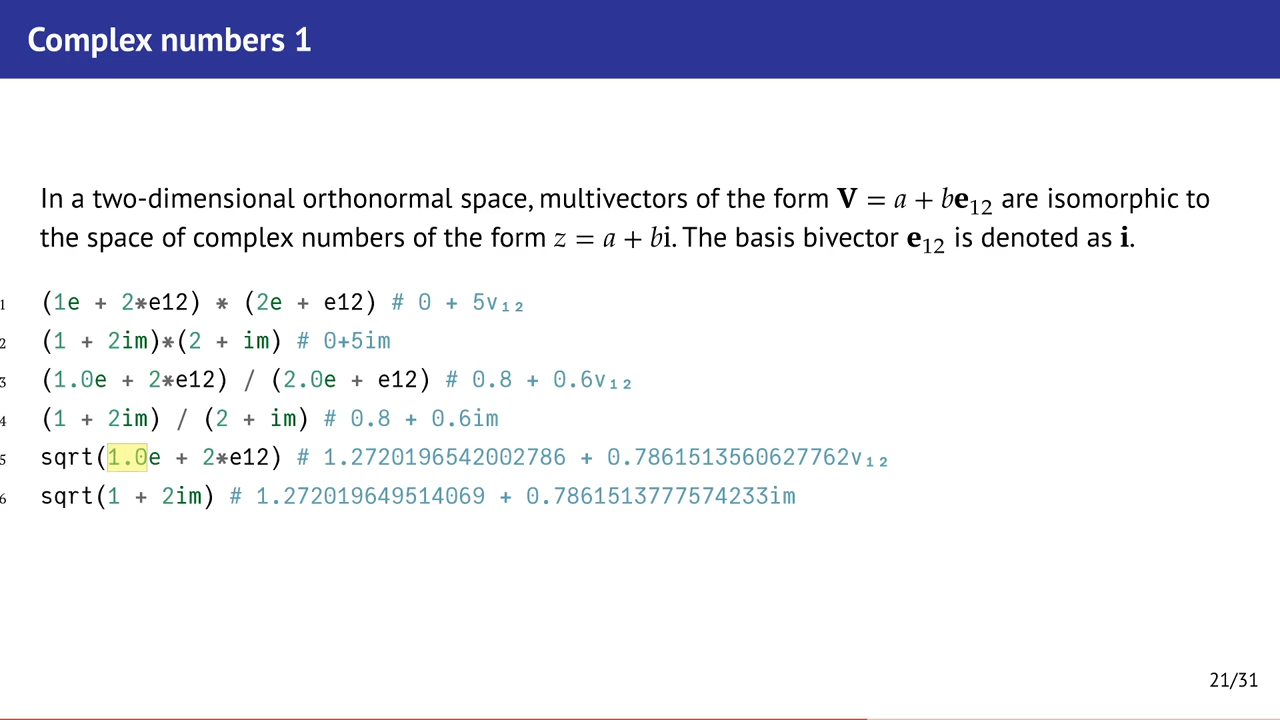 Complex numbers 1
In a two-dimensional orthonormal space, multivectors of the form V = a + be₁₂ are isomorphic to
the space of complex numbers of the form z = a + bi. The basis bivector e₁₂ is denoted as i.
1 (1e + 2*e12) * (2e + e12) # 0 + 5v₁₂
2 (1 + 2im)*(2 + im) # 0+5im
3 (1.0e + 2*e12) / (2.0e + e12) # 0.8 + 0.6v₁₂
4 (1 + 2im) / (2 + im) # 0.8 + 0.6im
5 sqrt(1.0e + 2*e12) # 1.2720196542002786 + 0.7861513560627762v₁₂
6 sqrt(1 + 2im) # 1.272019649514069 + 0.7861513777574233im
21/31